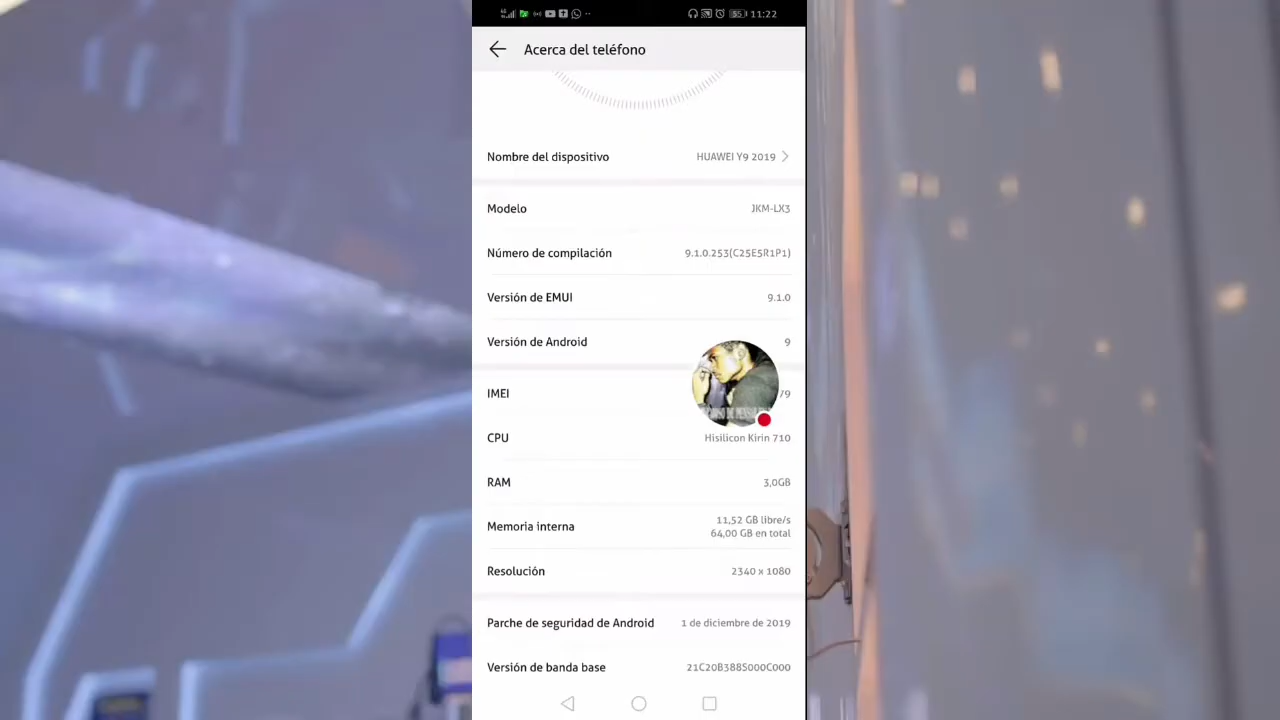 11:22
Acerca del teléfono
Nombre del dispositivo HUAWEI Y9 2019
Modelo JKM-LX3
Número de compilación 9.1.0.253(C25E5R1P1)
Versión de EMUI 9.1.0
Versión de Android 9
IMEI 79
CPU Hisilicon Kirin 710
RAM 3,0GB
Memoria interna 11,52 GB libre/s
64,00 GB en total
Resolución 2340 x 1080
Parche de seguridad de Android 1 de diciembre de 2019
Versión de banda base 21C20B388S000C000